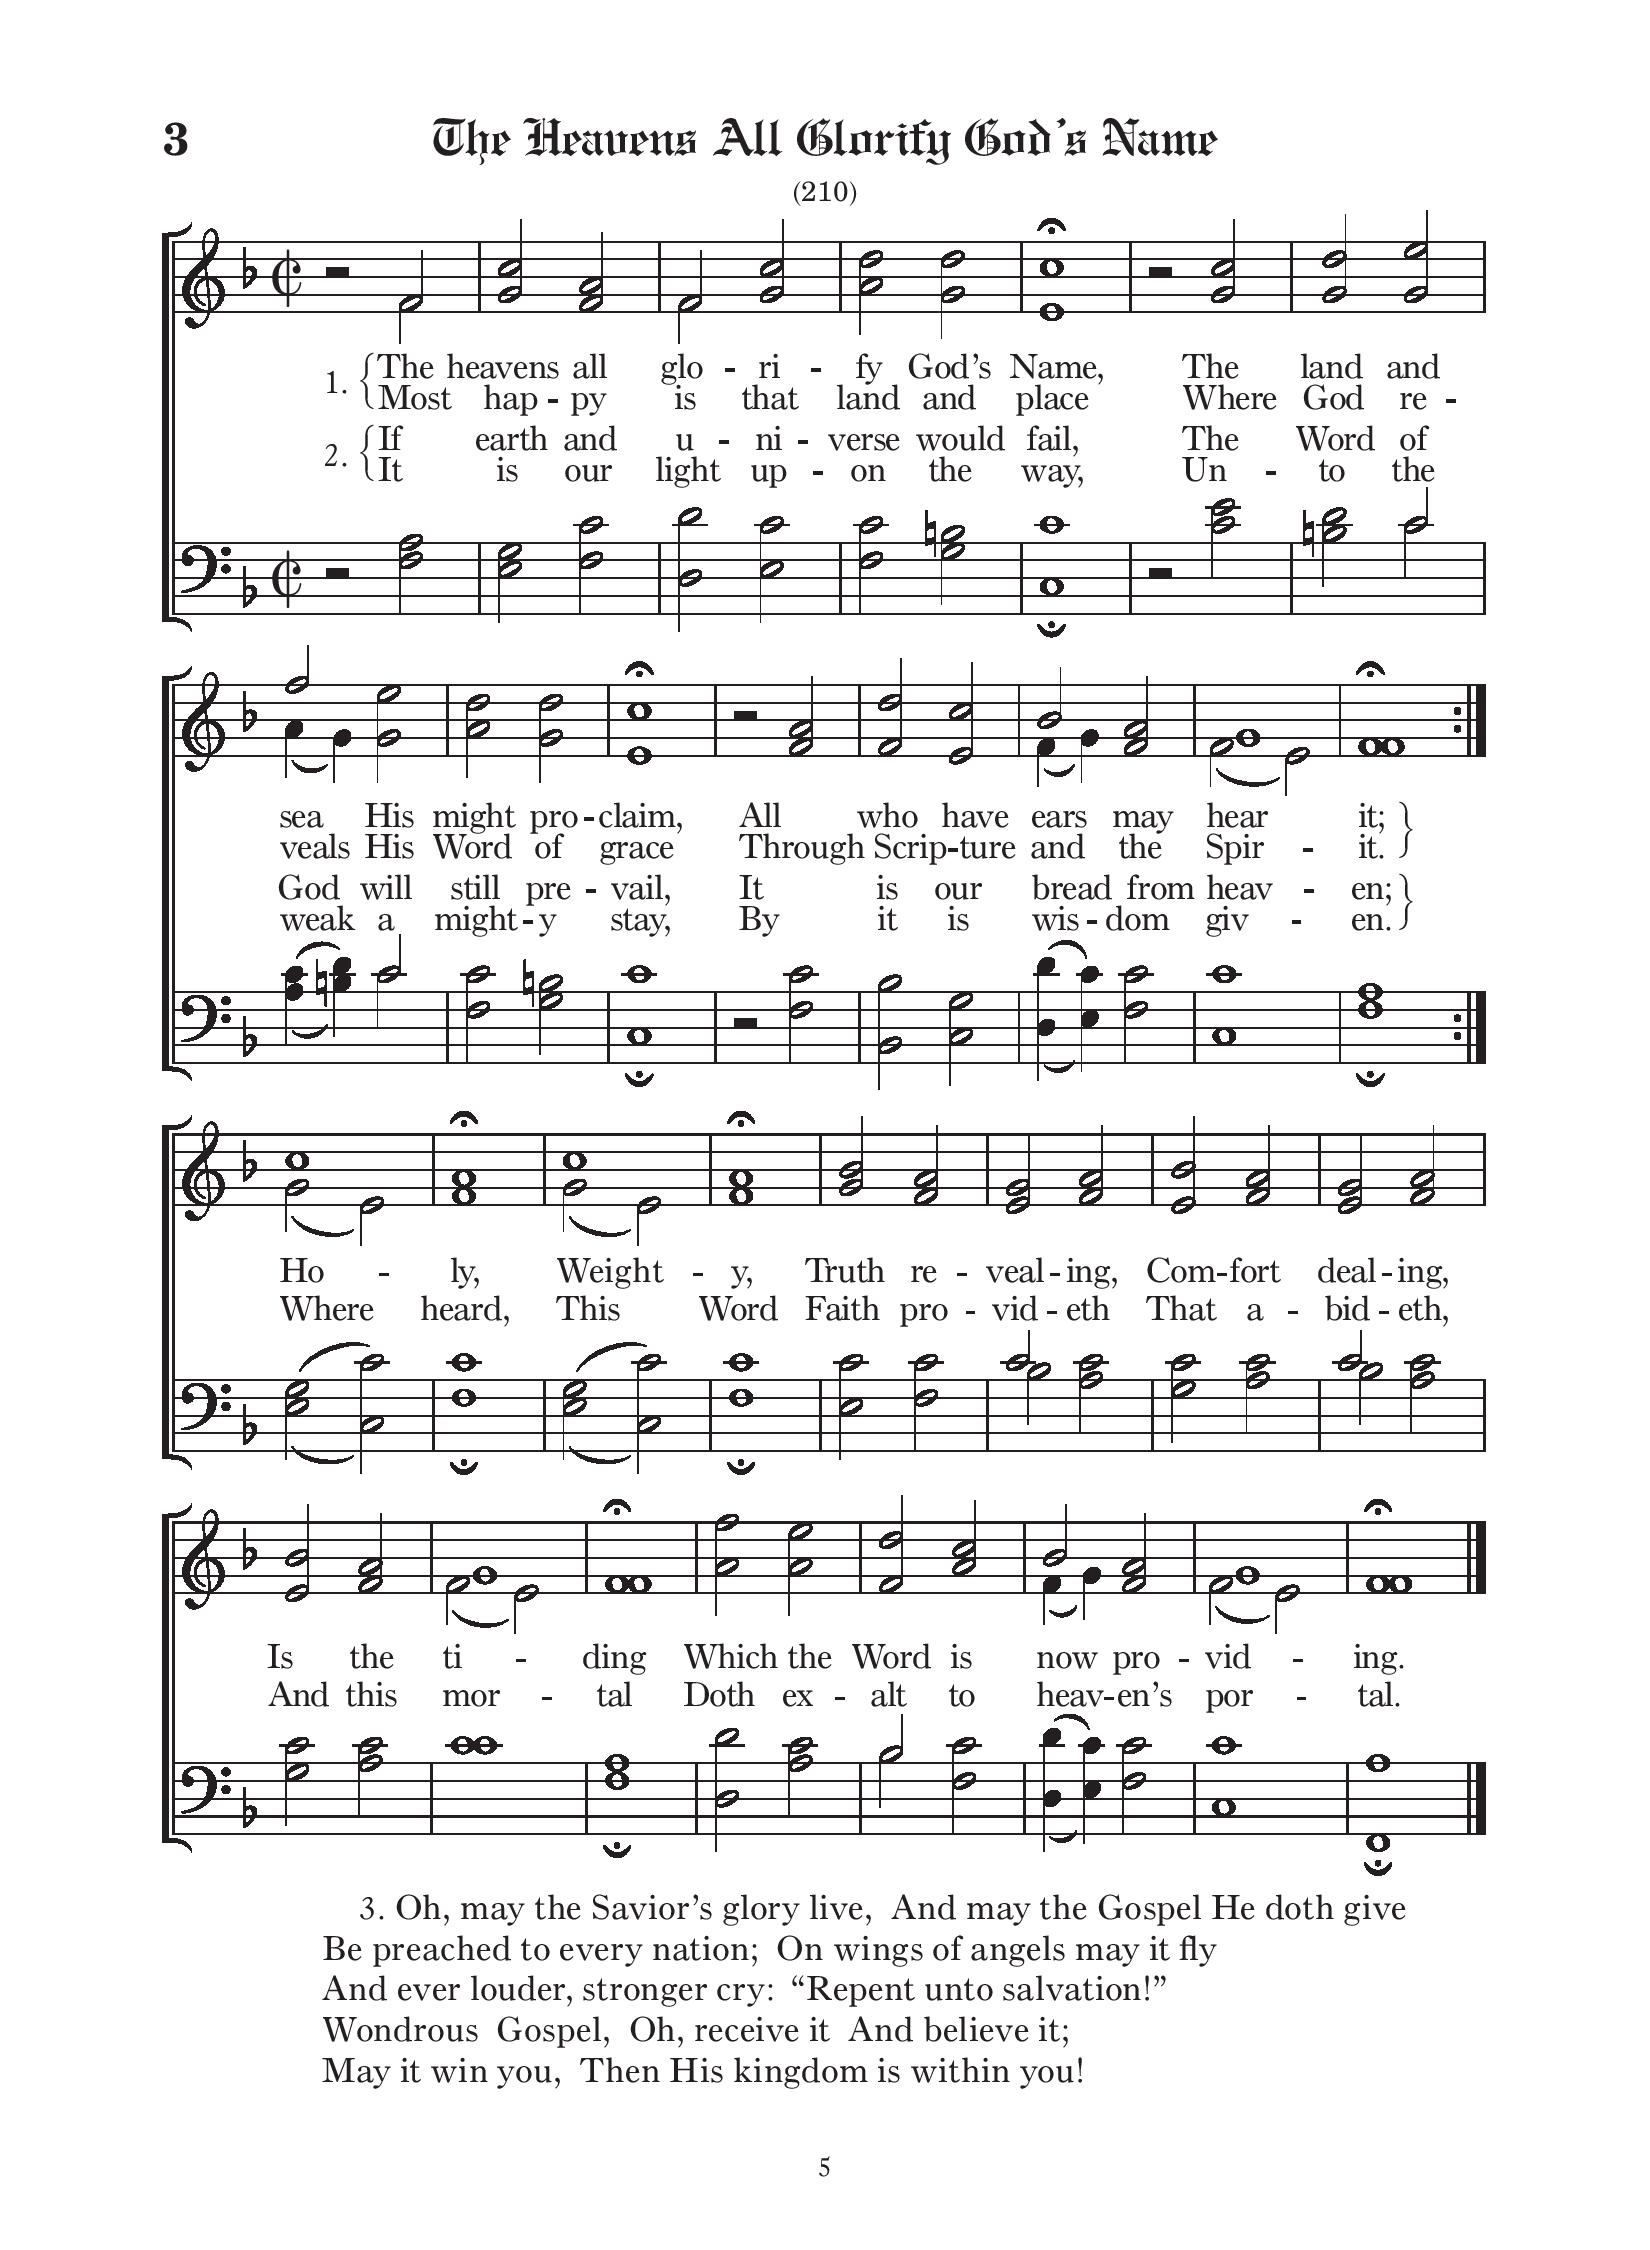 3
The Heavens All Glorify God's Name
(210)
1. {The heavens all glo - ri - fy God's Name, The land and
{Most hap - py is that land and place Where God re -
2. {If earth and u - ni - verse would fail, The Word of
{It is our light up - on the way, Un - to the
sea His might pro - claim, All who have ears may hear it; }
veals His Word of grace Through Scrip - ture and the Spir - it. }
God will still pre - vail, It is our bread from heav - en; }
weak a might - y stay, By it is wis - dom giv - en. }
Ho - ly, Weight - y, Truth re - veal - ing, Com - fort deal - ing,
Where heard, This Word Faith pro - vid - eth That a - bid - eth,
Is the ti - ding Which the Word is now pro - vid - ing.
And this mor - tal Doth ex - alt to heav - en's por - tal.
3. Oh, may the Savior's glory live, And may the Gospel He doth give
Be preached to every nation; On wings of angels may it fly
And ever louder, stronger cry: “Repent unto salvation!”
Wondrous Gospel, Oh, receive it And believe it;
May it win you, Then His kingdom is within you!
5